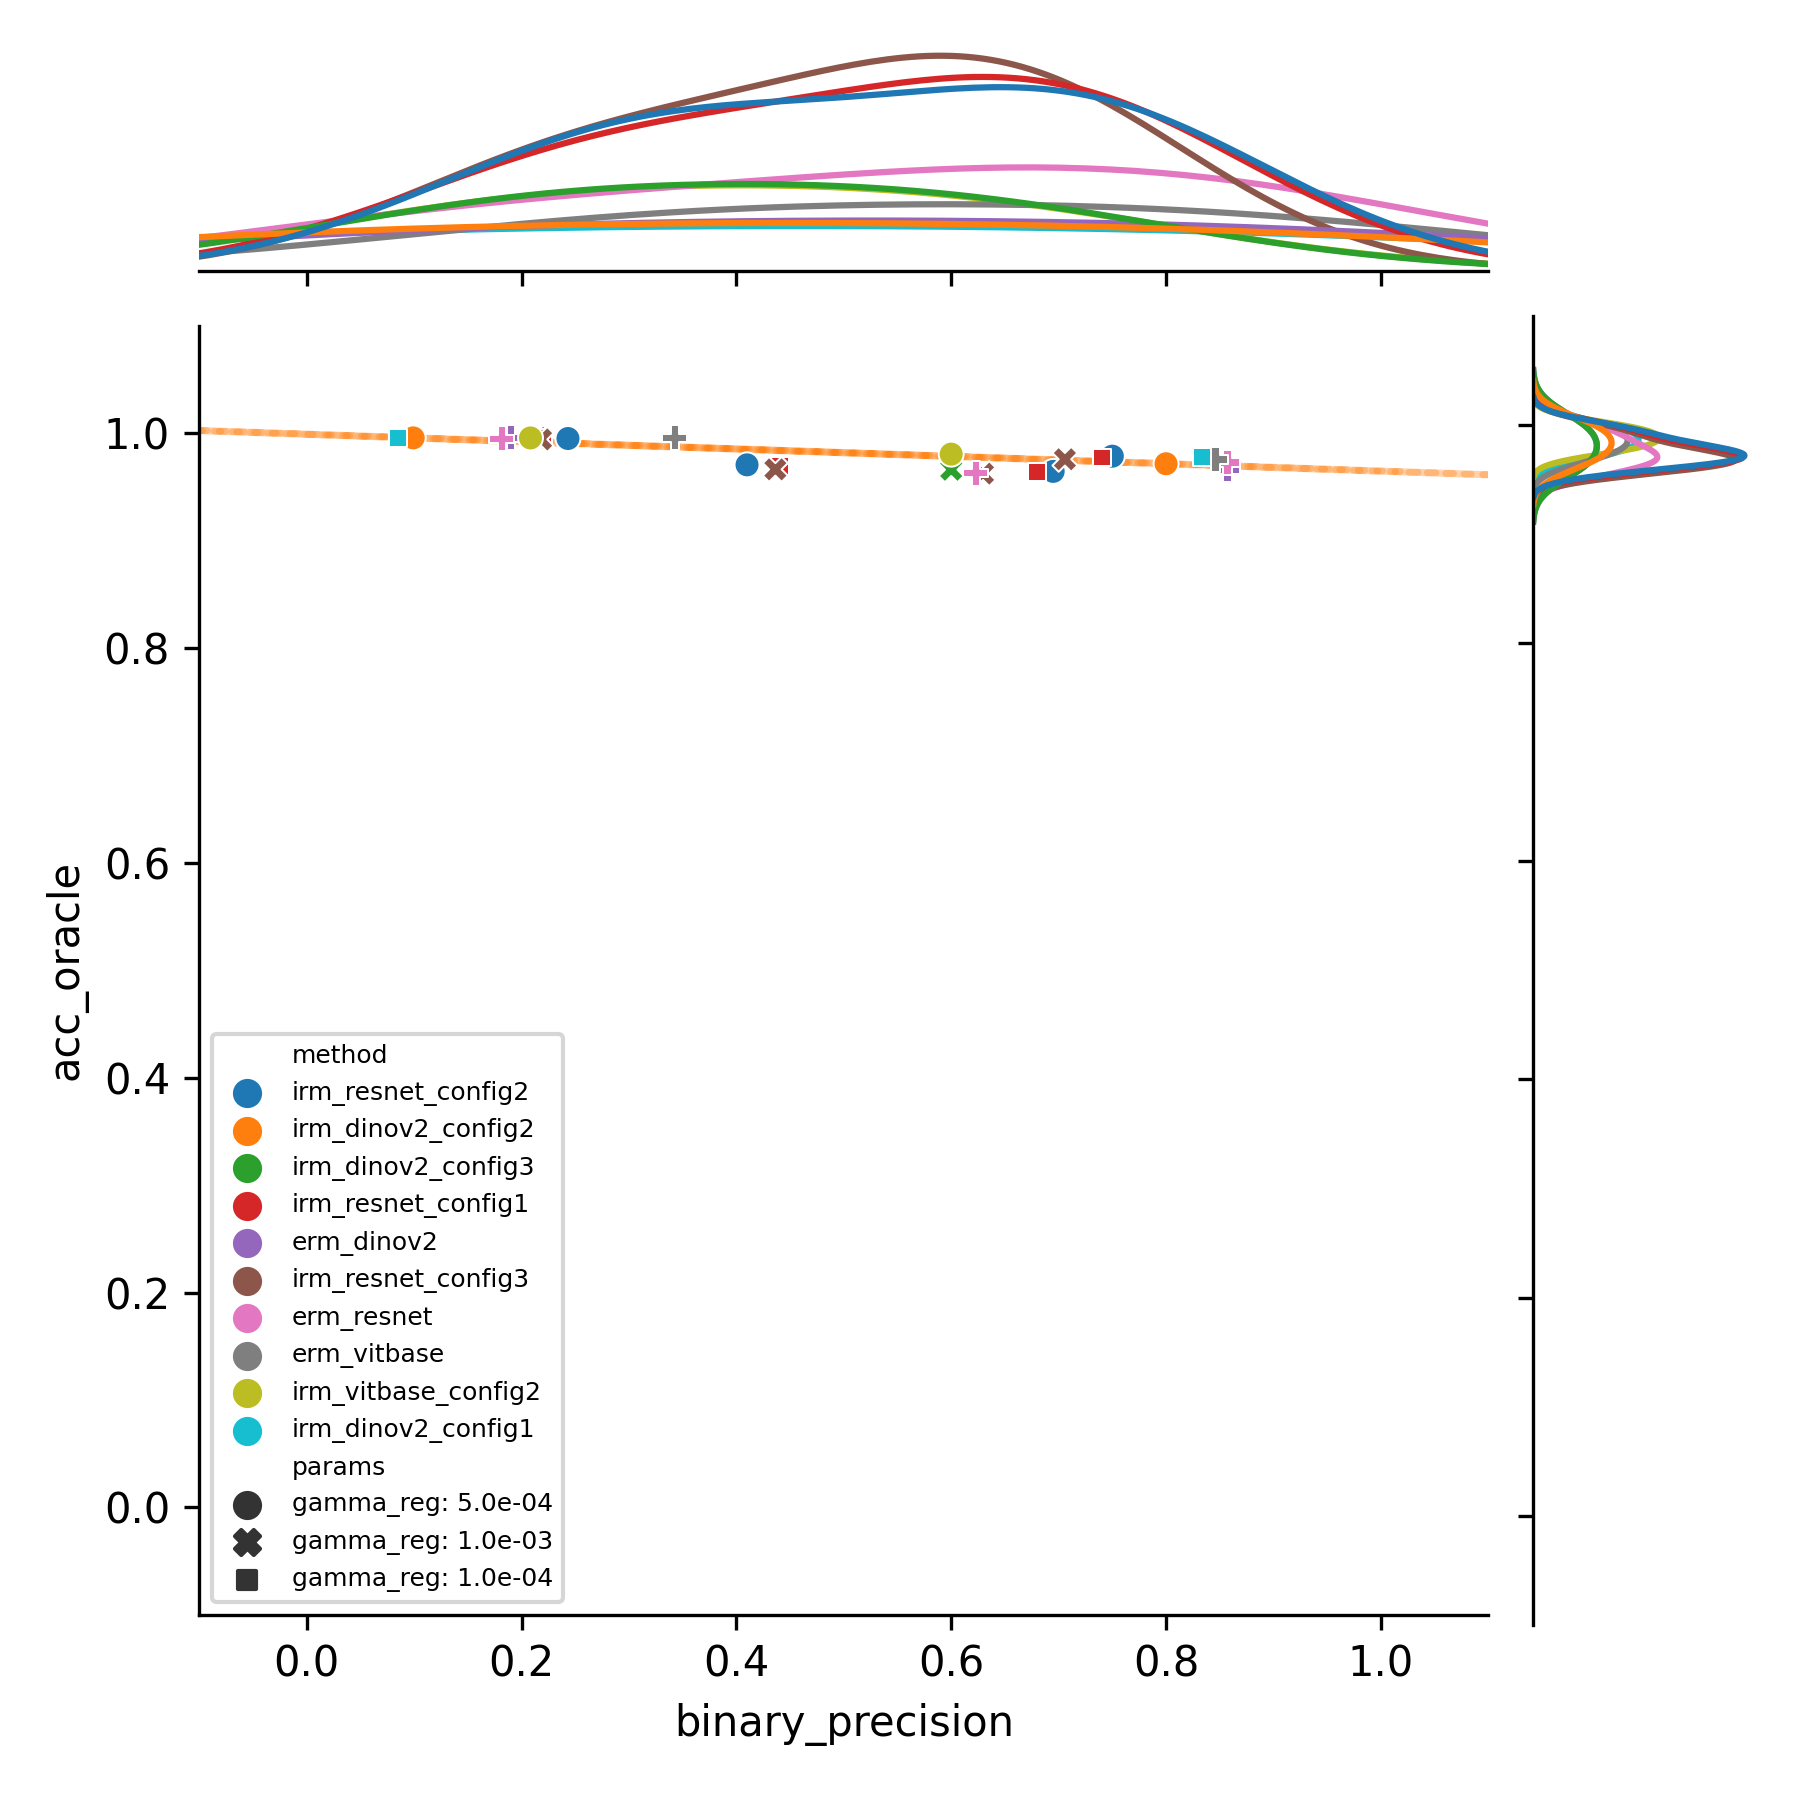 1.0
0.8
0.6
0.4
0.2
0.0
acc_oracle
method
irm_resnet_config2
irm_dinov2_config2
irm_dinov2_config3
irm_resnet_config1
erm_dinov2
irm_resnet_config3
erm_resnet
erm_vitbase
irm_vitbase_config2
irm_dinov2_config1
params
gamma_reg: 5.0e-04
gamma_reg: 1.0e-03
gamma_reg: 1.0e-04
0.0 0.2 0.4 0.6 0.8 1.0
binary_precision